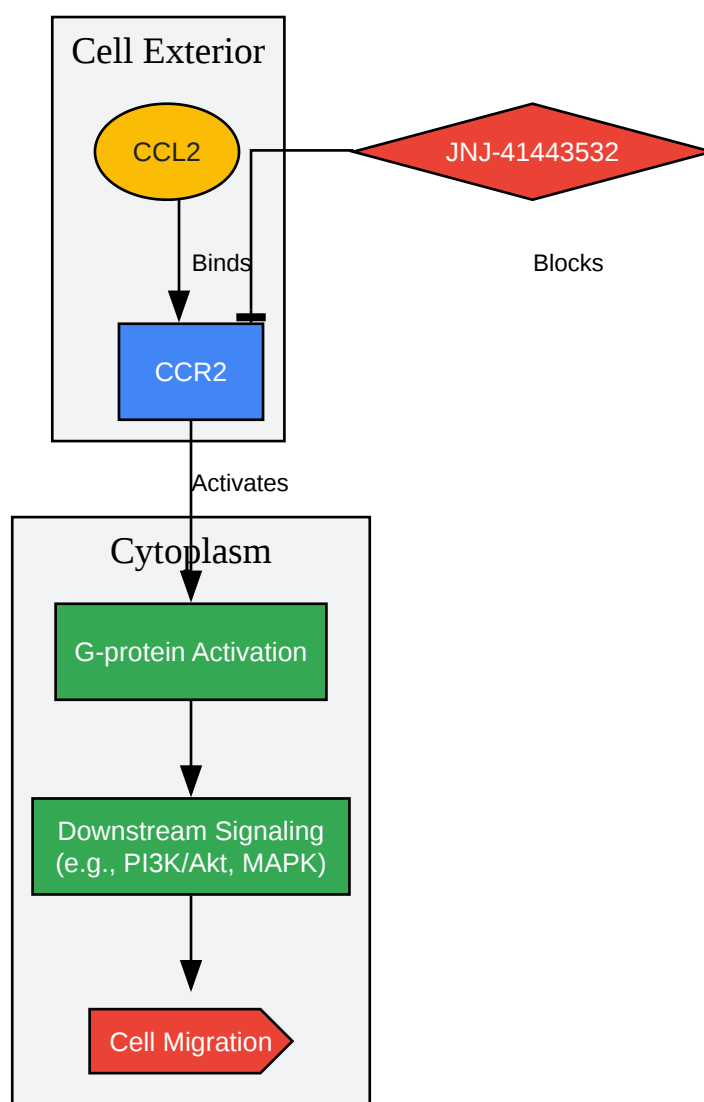 Cell Exterior
CCL2
JNJ-41443532
Binds
Blocks
CCR2
Activates
Cytoplasm
G-protein Activation
Downstream Signaling
(e.g., PI3K/Akt, MAPK)
Cell Migration